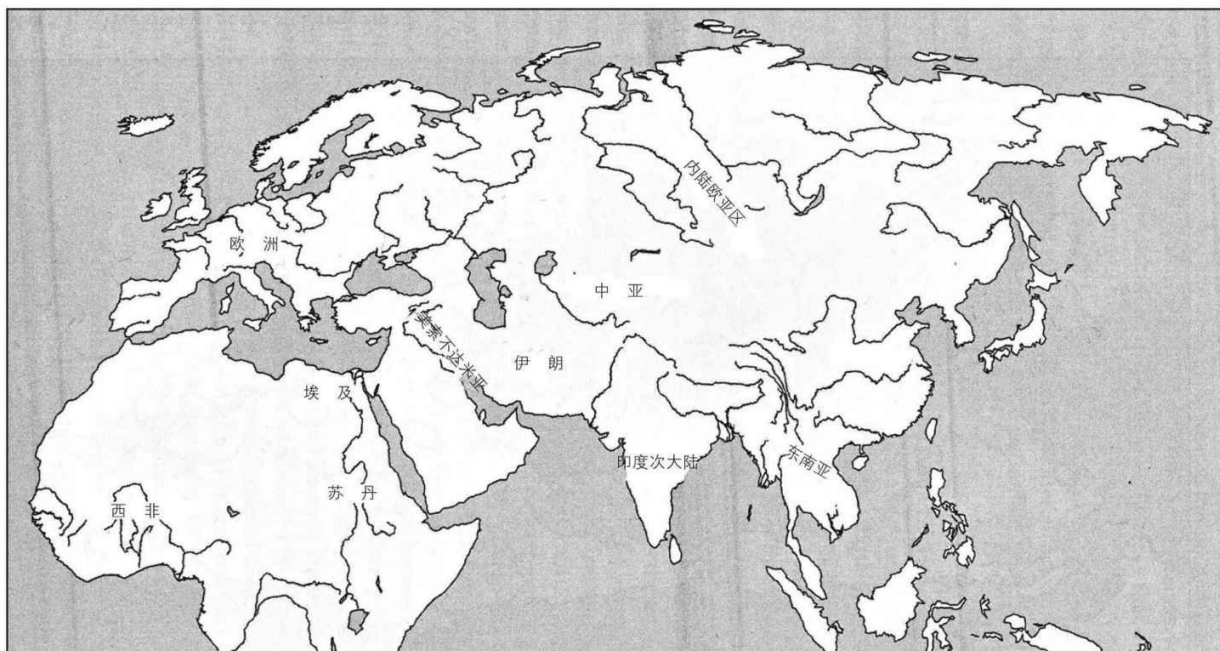 内陆欧亚区
欧洲
中亚
美索不达米亚
伊朗
埃及
印度次大陆
东南亚
苏丹
西非